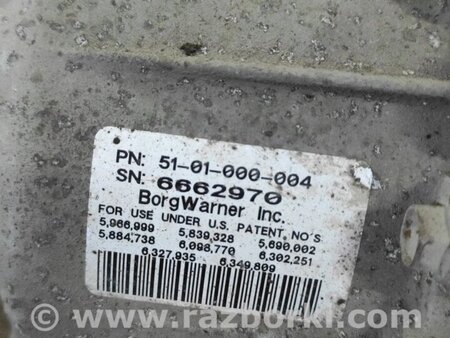 PN: 51-01-000-004
SN: 6662970
BorgWarner Inc.
FOR USE UNDER U.S. PATENT NO'S
5,966,999 5,839,328 5,690,002
5,884,738 6,098,770 6,302,251
6,327,935 6,349,809
www.razborki.com